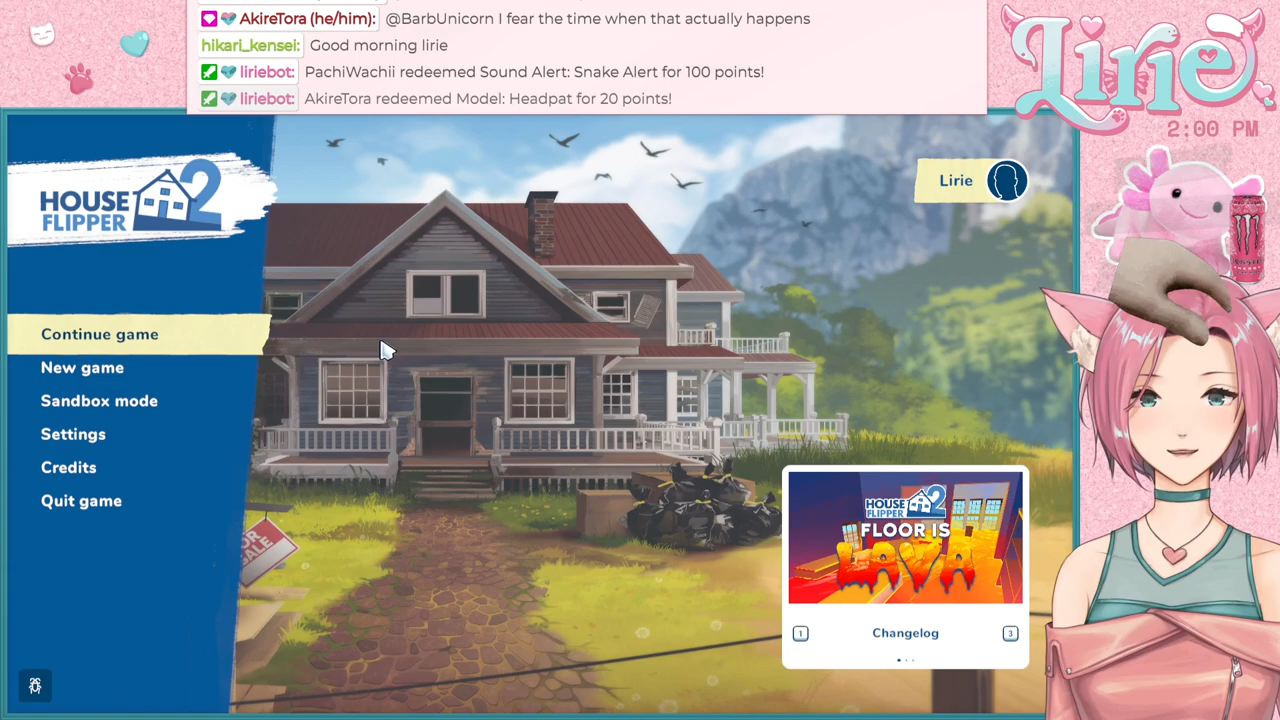 AkireTora (he/him): @BarbUnicorn I fear the time when that actually happens
hikari_kensei: Good morning lirie
liriebot: PachiWachii redeemed Sound Alert: Snake Alert for 100 points!
liriebot: AkireTora redeemed Model: Headpat for 20 points!
Lirie
2:00 PM
HOUSE FLIPPER 2
Lirie
Continue game
New game
Sandbox mode
Settings
Credits
Quit game
FOR SALE
HOUSE FLIPPER 2
FLOOR IS
LAVA
1 Changelog 3